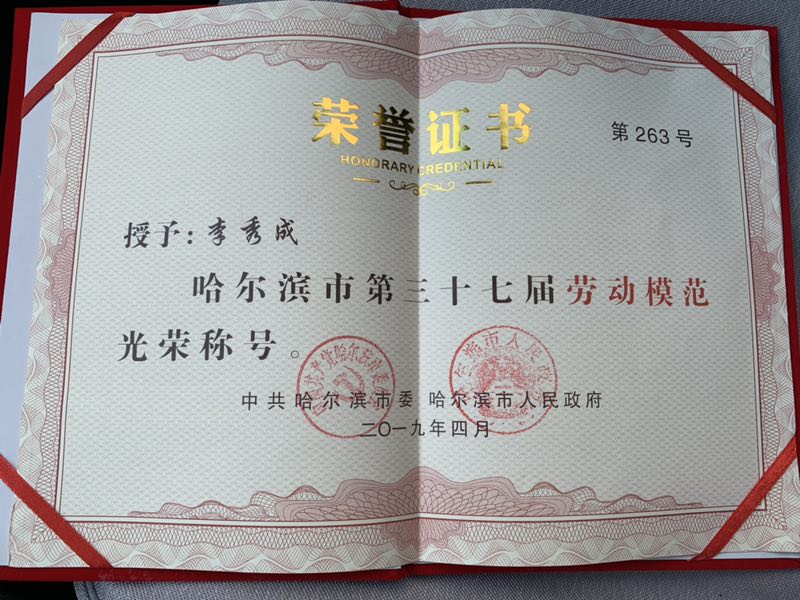 荣誉证书
第263号
HONORARY CREDENTIAL
授予：李秀成
哈尔滨市第三十七届劳动模范
光荣称号。
中共哈尔滨市委 哈尔滨市人民政府
二〇一九年四月